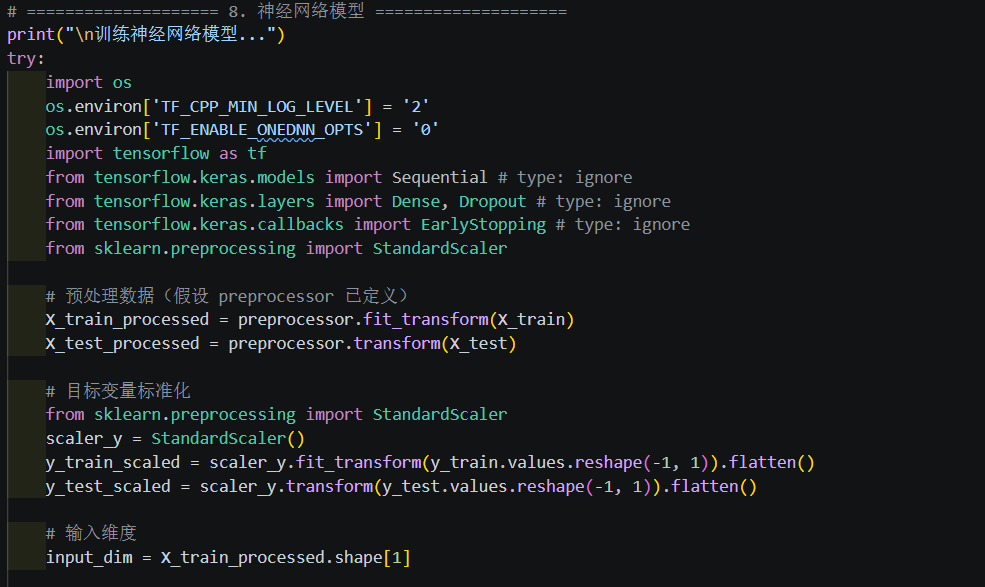 # ==================== 8. 神经网络模型 ====================
print("\n训练神经网络模型...")
try:
    import os
    os.environ['TF_CPP_MIN_LOG_LEVEL'] = '2'
    os.environ['TF_ENABLE_ONEDNN_OPTS'] = '0'
    import tensorflow as tf
    from tensorflow.keras.models import Sequential # type: ignore
    from tensorflow.keras.layers import Dense, Dropout # type: ignore
    from tensorflow.keras.callbacks import EarlyStopping # type: ignore
    from sklearn.preprocessing import StandardScaler

    # 预处理数据（假设 preprocessor 已定义）
    X_train_processed = preprocessor.fit_transform(X_train)
    X_test_processed = preprocessor.transform(X_test)

    # 目标变量标准化
    from sklearn.preprocessing import StandardScaler
    scaler_y = StandardScaler()
    y_train_scaled = scaler_y.fit_transform(y_train.values.reshape(-1, 1)).flatten()
    y_test_scaled = scaler_y.transform(y_test.values.reshape(-1, 1)).flatten()

    # 输入维度
    input_dim = X_train_processed.shape[1]